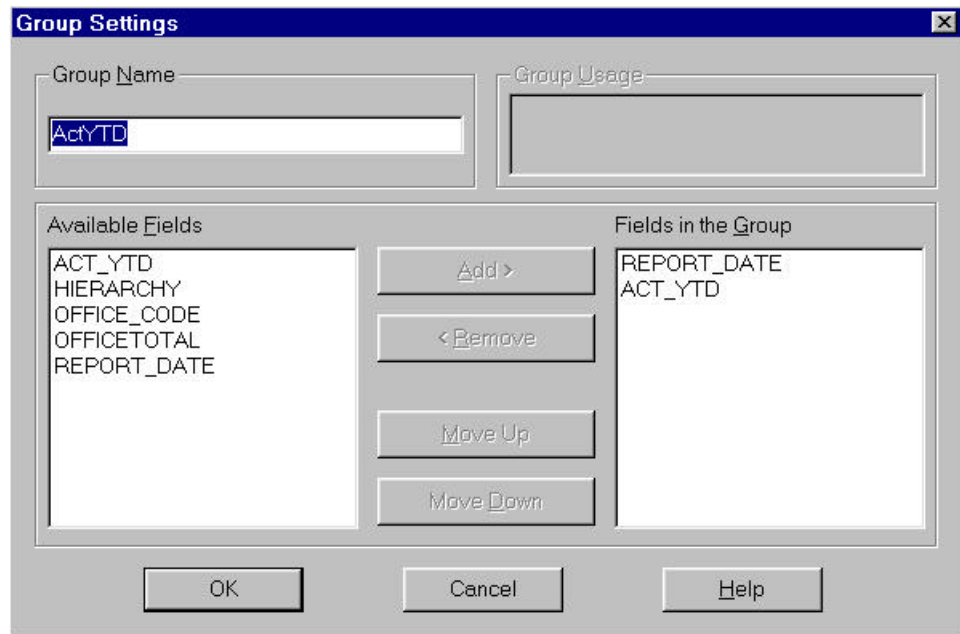 Group Settings
Group Name
Group Usage
ActYTD
Available Fields
Fields in the Group
ACT_YTD
HIERARCHY
OFFICE_CODE
OFFICETOTAL
REPORT_DATE
Add >
< Remove
Move Up
Move Down
REPORT_DATE
ACT_YTD
OK
Cancel
Help